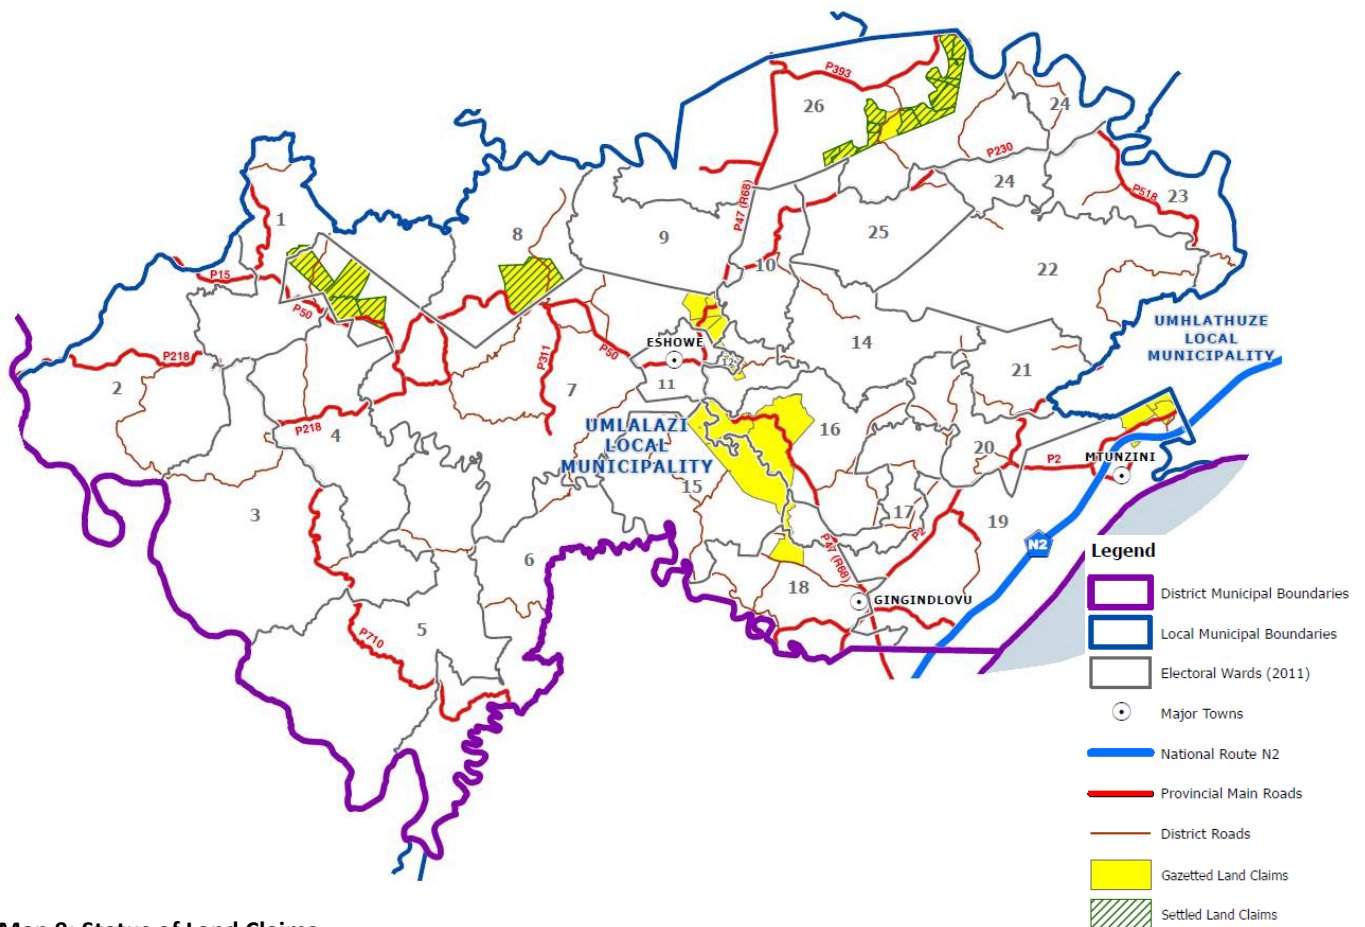 P393
26
24
P230
24
P518
23
1
8
9
P47 (R68)
25
10
22
P15
P50
UMHLATHUZE
LOCAL
MUNICIPALITY
ESHOWE
P218
2
P311
P50
7
11
14
21
P218
4
UMLALAZI
LOCAL
MUNICIPALITY
16
20
P2
MTUNZINI
15
3
17
19
P2
N2
6
P47 (R68)
18
GINGINDLOVU
5
P710
Legend
District Municipal Boundaries
Local Municipal Boundaries
Electoral Wards (2011)
Major Towns
National Route N2
Provincial Main Roads
District Roads
Gazetted Land Claims
Settled Land Claims